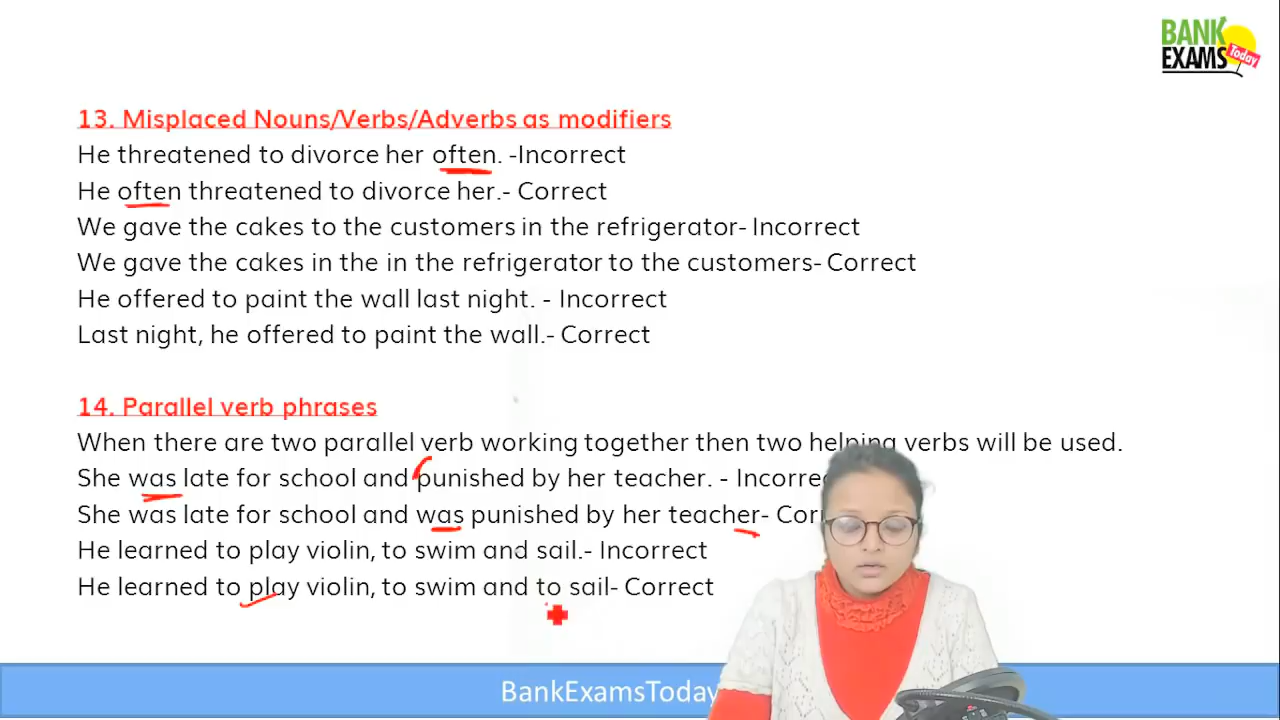 BANK
EXAMS
Today
13. Misplaced Nouns/Verbs/Adverbs as modifiers
He threatened to divorce her often. -Incorrect
He often threatened to divorce her.- Correct
We gave the cakes to the customers in the refrigerator- Incorrect
We gave the cakes in the in the refrigerator to the customers- Correct
He offered to paint the wall last night. - Incorrect
Last night, he offered to paint the wall.- Correct
14. Parallel verb phrases
When there are two parallel verb working together then two helping verbs will be used.
She was late for school and punished by her teacher. -
She was late for school and was punished by her teacher-
He learned to play violin, to swim and sail.- Incorrect
He learned to play violin, to swim and to sail- Correct
BankExamsToday